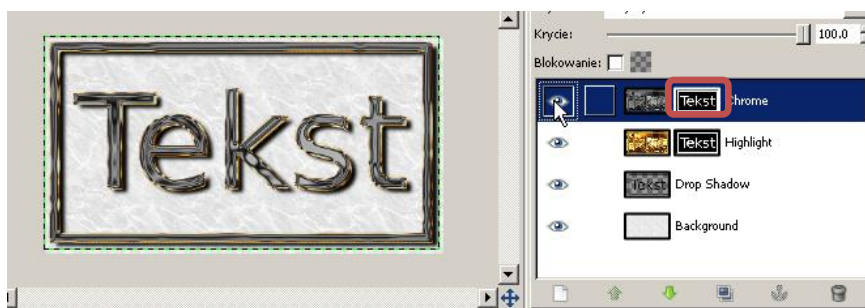 Tekst
Krycie:
100.0
Blokowanie:
Tekst Chrome
Tekst Highlight
Tekst Drop Shadow
Background